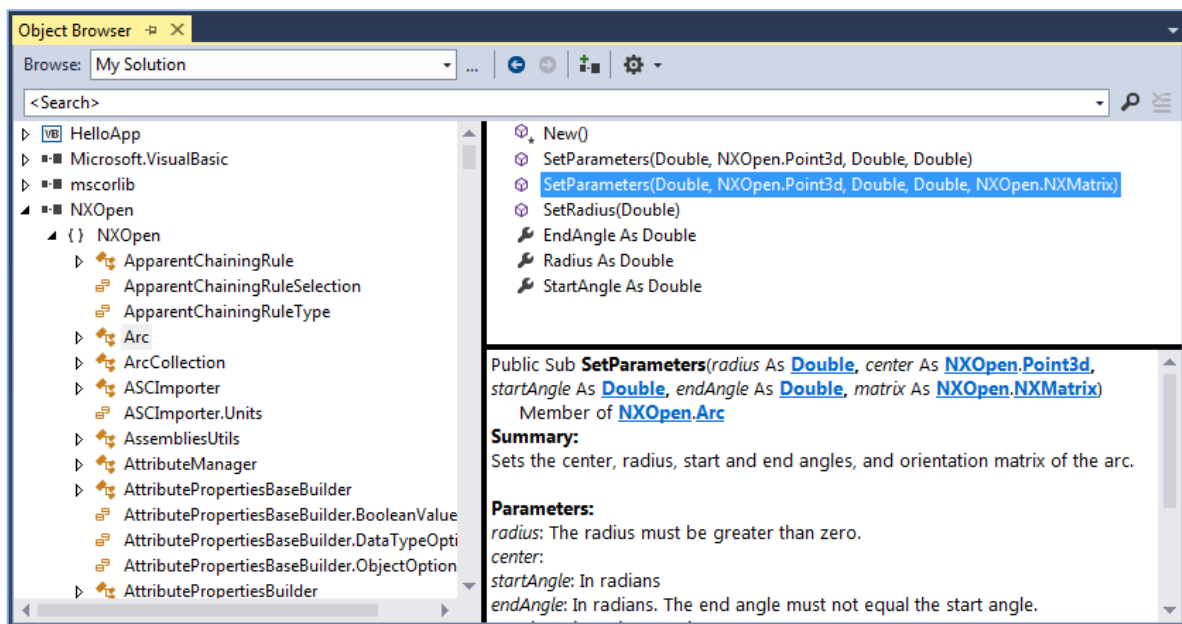 Object Browser
Browse: My Solution
...
<Search>
HelloApp
Microsoft.VisualBasic
mscorlib
NXOpen
{ } NXOpen
ApparentChainingRule
ApparentChainingRuleSelection
ApparentChainingRuleType
Arc
ArcCollection
ASCImporter
ASCImporter.Units
AssembliesUtils
AttributeManager
AttributePropertiesBaseBuilder
AttributePropertiesBaseBuilder.BooleanValue
AttributePropertiesBaseBuilder.DataTypeOpti
AttributePropertiesBaseBuilder.ObjectOption
AttributePropertiesBuilder
New()
SetParameters(Double, NXOpen.Point3d, Double, Double)
SetParameters(Double, NXOpen.Point3d, Double, Double, NXOpen.NXMatrix)
SetRadius(Double)
EndAngle As Double
Radius As Double
StartAngle As Double
Public Sub SetParameters(radius As Double, center As NXOpen.Point3d,
startAngle As Double, endAngle As Double, matrix As NXOpen.NXMatrix)
Member of NXOpen.Arc
Summary:
Sets the center, radius, start and end angles, and orientation matrix of the arc.
Parameters:
radius: The radius must be greater than zero.
center:
startAngle: In radians
endAngle: In radians. The end angle must not equal the start angle.